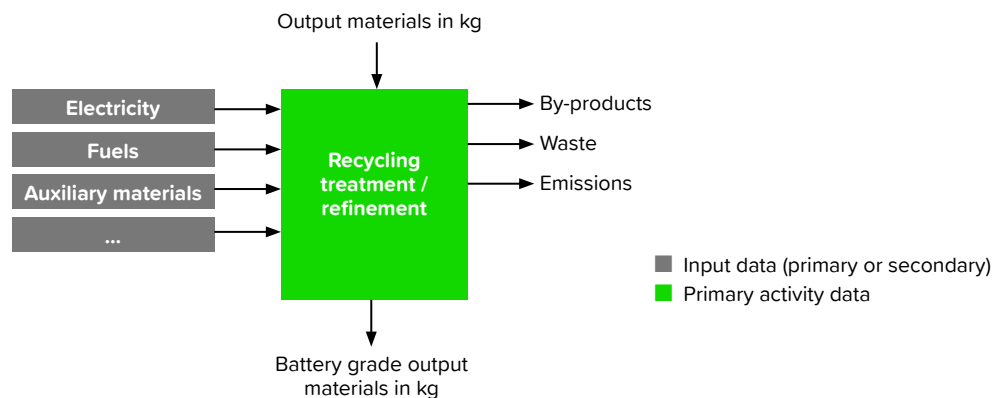 Output materials in kg
Electricity
Fuels
Auxiliary materials
...
Recycling
treatment /
refinement
By-products
Waste
Emissions
Input data (primary or secondary)
Primary activity data
Battery grade output
materials in kg